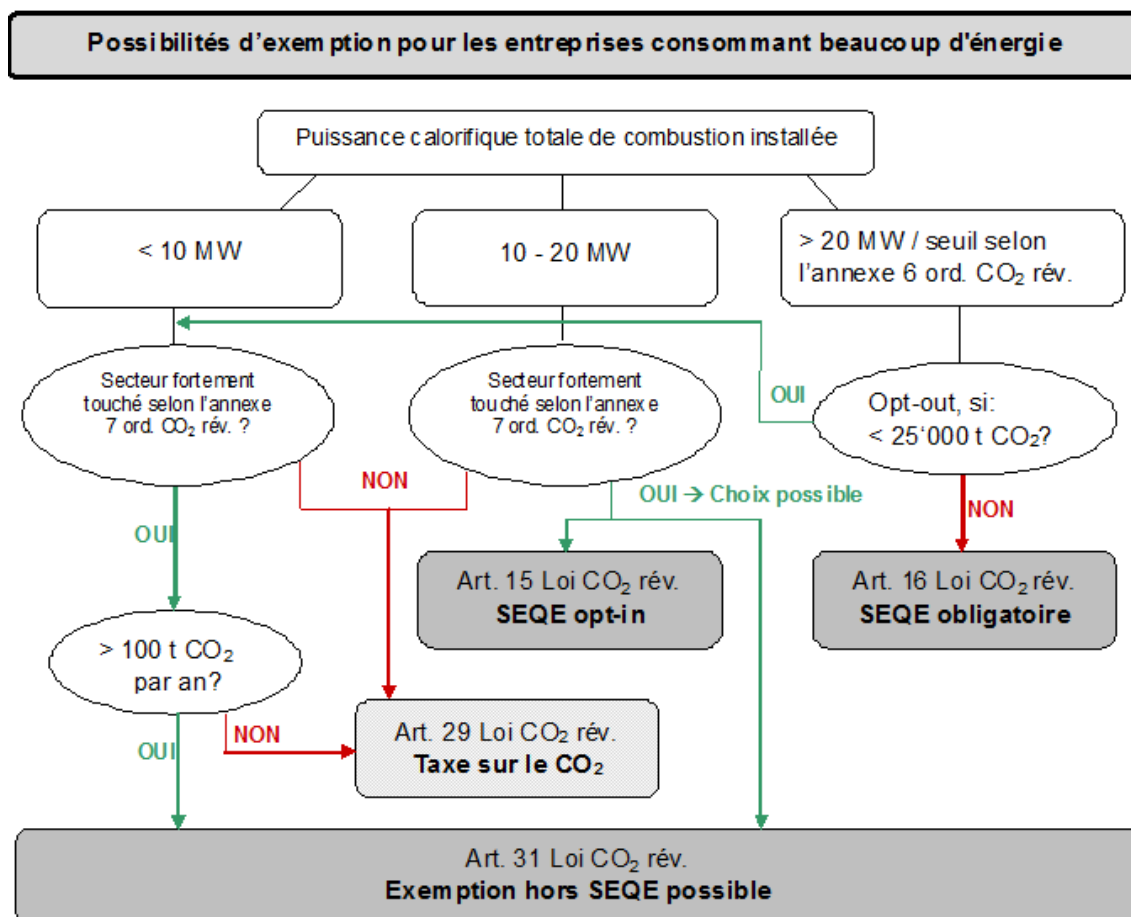 Possibilités d'exemption pour les entreprises consommant beaucoup d'énergie
Puissance calorifique totale de combustion installée
< 10 MW
10 - 20 MW
> 20 MW / seuil selon
l'annexe 6 ord. CO₂ rév.
Secteur fortement
touché selon l'annexe
7 ord. CO₂ rév. ?
Secteur fortement
touché selon l'annexe
7 ord. CO₂ rév. ?
OUI
Opt-out, si:
< 25'000 t CO₂?
NON
OUI → Choix possible
NON
OUI
Art. 15 Loi CO₂ rév.
SEQE opt-in
Art. 16 Loi CO₂ rév.
SEQE obligatoire
> 100 t CO₂
par an?
NON
OUI
Art. 29 Loi CO₂ rév.
Taxe sur le CO₂
Art. 31 Loi CO₂ rév.
Exemption hors SEQE possible